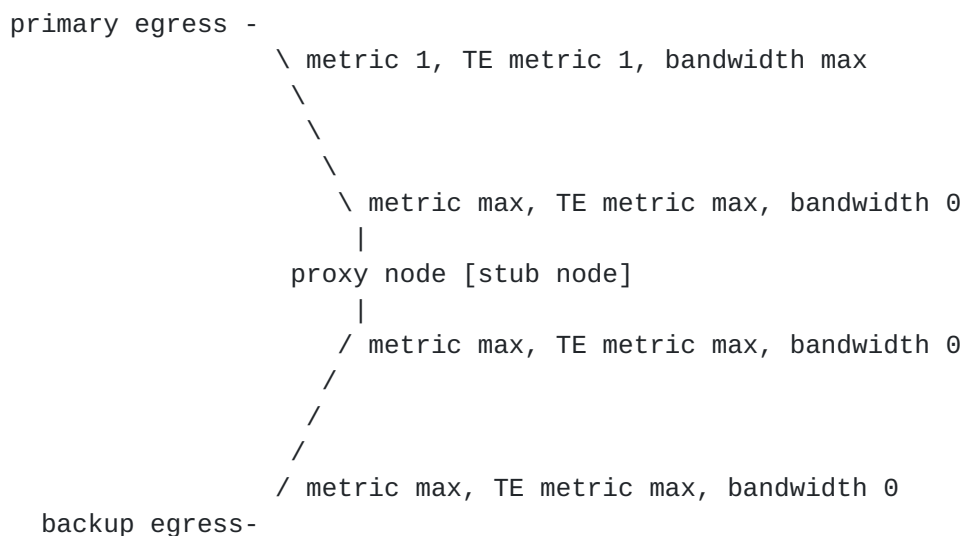 primary egress -
\ metric 1, TE metric 1, bandwidth max
\
\
\
\ metric max, TE metric max, bandwidth 0
|
proxy node [stub node]
|
/ metric max, TE metric max, bandwidth 0
/
/
/
/ metric max, TE metric max, bandwidth 0
backup egress-